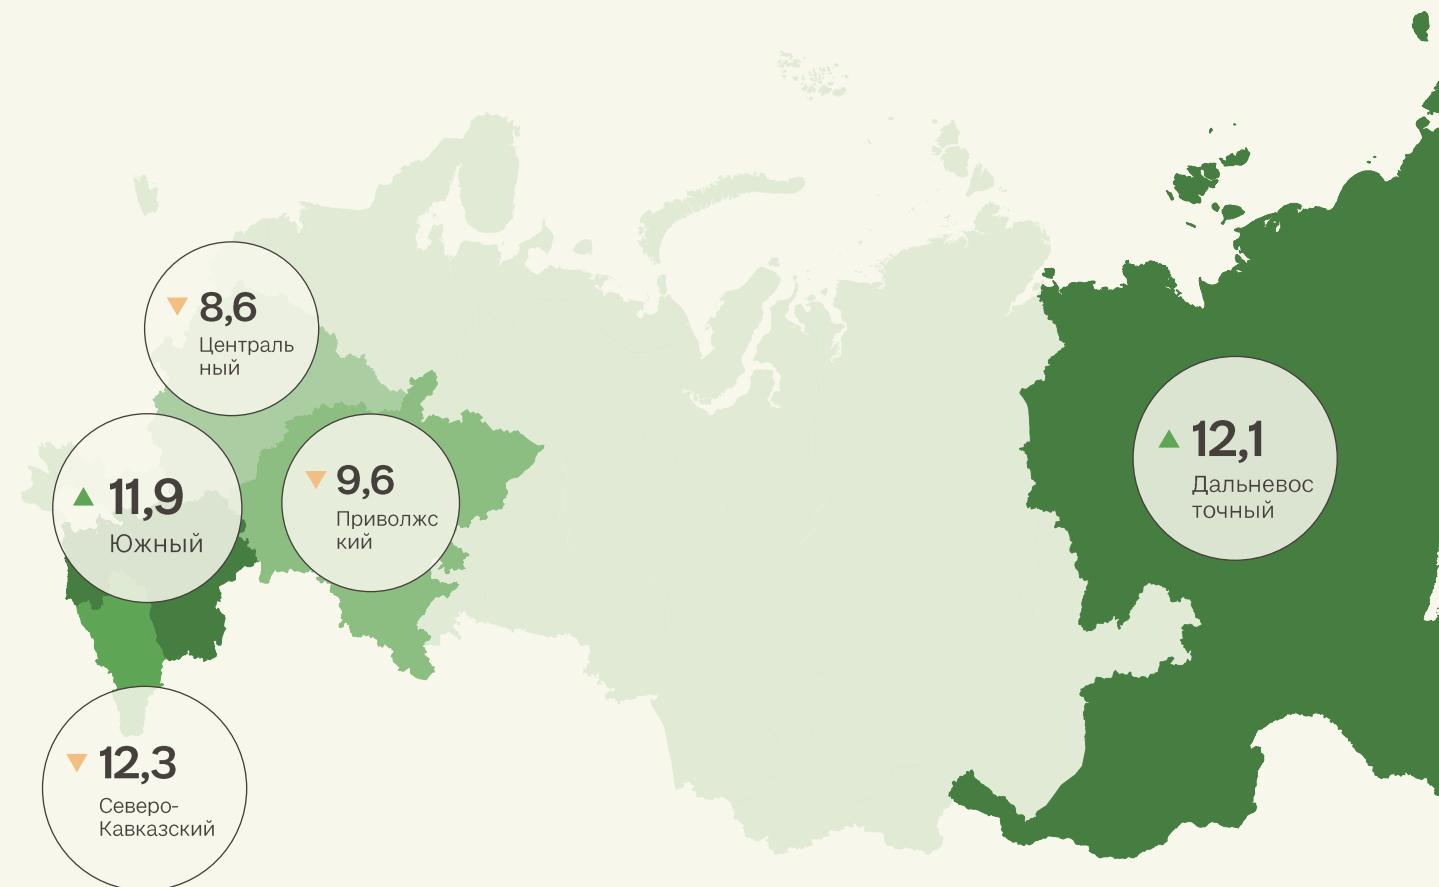 8,6
Централь
ный
11,9
Южный
9,6
Приволжс
кий
12,1
Дальневос
точный
12,3
Северо-
Кавказский